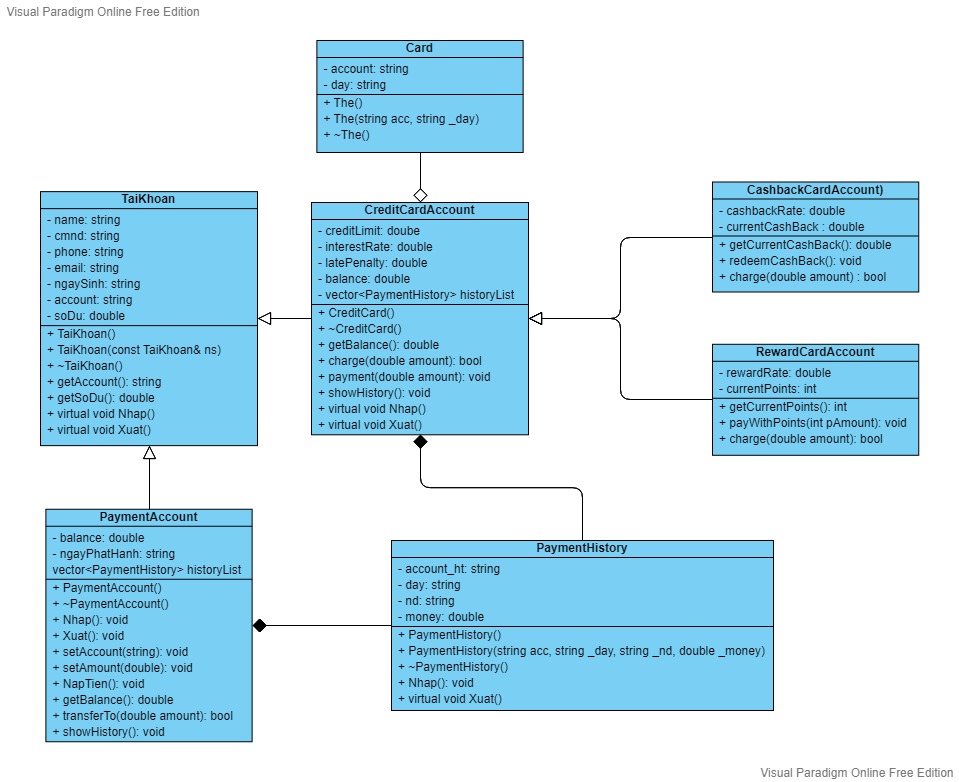 Visual Paradigm Online Free Edition
Card
- account: string
- day: string
+ The()
+ The(string acc, string _day)
+ ~The()
TaiKhoan
- name: string
- cmnd: string
- phone: string
- email: string
- ngaySinh: string
- account: string
- soDu: double
+ TaiKhoan()
+ TaiKhoan(const TaiKhoan& ns)
+ ~TaiKhoan()
+ getAccount(): string
+ getSoDu(): double
+ virtual void Nhap()
+ virtual void Xuat()
CreditCardAccount
- creditLimit: doube
- interestRate: double
- latePenalty: double
- balance: double
- vector<PaymentHistory> historyList
+ CreditCard()
+ ~CreditCard()
+ getBalance(): double
+ charge(double amount): bool
+ payment(double amount): void
+ showHistory(): void
+ virtual void Nhap()
+ virtual void Xuat()
CashbackCardAccount)
- cashbackRate: double
- currentCashBack : double
+ getCurrentCashBack(): double
+ redeemCashBack(): void
+ charge(double amount) : bool
RewardCardAccount
- rewardRate: double
- currentPoints: int
+ getCurrentPoints(): int
+ payWithPoints(int pAmount): void
+ charge(double amount): bool
PaymentAccount
- balance: double
- ngayPhatHanh: string
vector<PaymentHistory> historyList
+ PaymentAccount()
+ ~PaymentAccount()
+ Nhap(): void
+ Xuat(): void
+ setAccount(string): void
+ setAmount(double): void
+ NapTien(): void
+ getBalance(): double
+ transferTo(double amount): bool
+ showHistory(): void
PaymentHistory
- account_ht: string
- day: string
- nd: string
- money: double
+ PaymentHistory()
+ PaymentHistory(string acc, string _day, string _nd, double _money)
+ ~PaymentHistory()
+ Nhap(): void
+ virtual void Xuat()
Visual Paradigm Online Free Edition